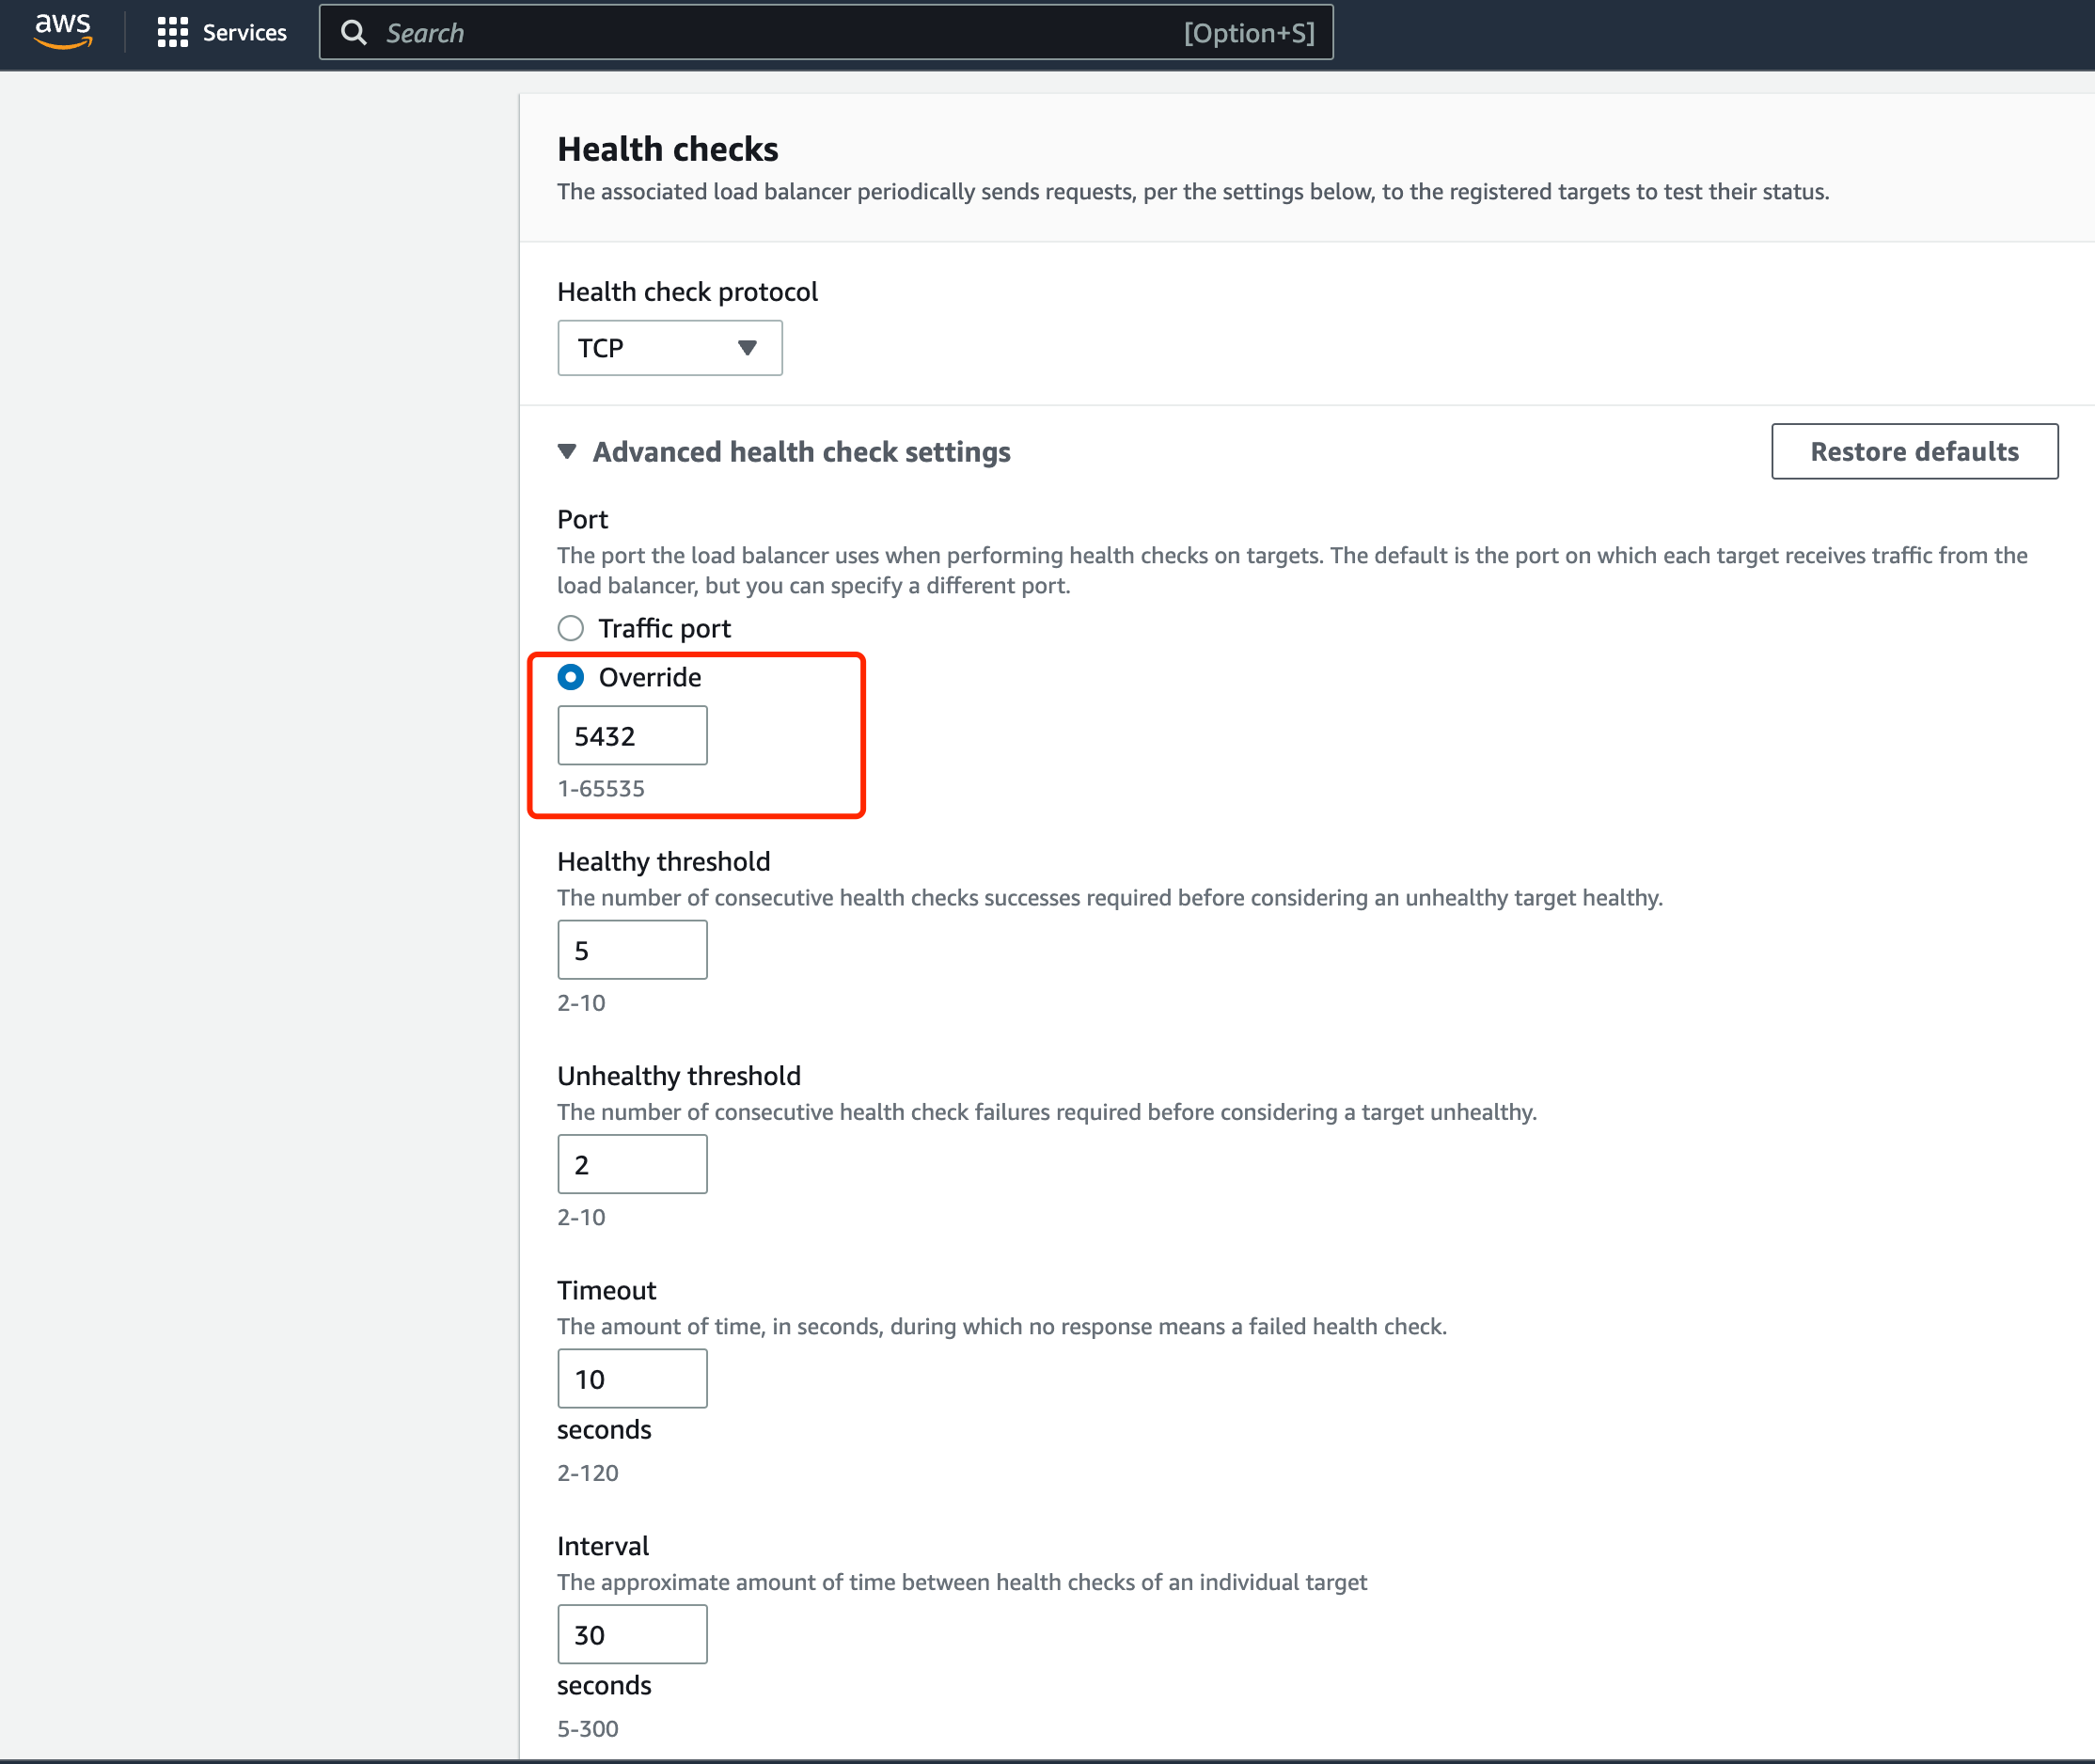 aws Services Search [Option+S]
Health checks
The associated load balancer periodically sends requests, per the settings below, to the registered targets to test their status.
Health check protocol
TCP
Advanced health check settings Restore defaults
Port
The port the load balancer uses when performing health checks on targets. The default is the port on which each target receives traffic from the
load balancer, but you can specify a different port.
Traffic port
Override
5432
1-65535
Healthy threshold
The number of consecutive health checks successes required before considering an unhealthy target healthy.
5
2-10
Unhealthy threshold
The number of consecutive health check failures required before considering a target unhealthy.
2
2-10
Timeout
The amount of time, in seconds, during which no response means a failed health check.
10
seconds
2-120
Interval
The approximate amount of time between health checks of an individual target
30
seconds
5-300